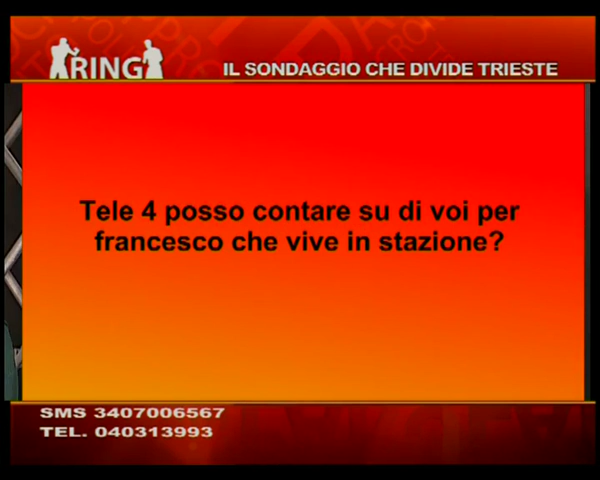 RING
IL SONDAGGIO CHE DIVIDE TRIESTE
Tele 4 posso contare su di voi per
francesco che vive in stazione?
SMS 3407006567
TEL. 040313993